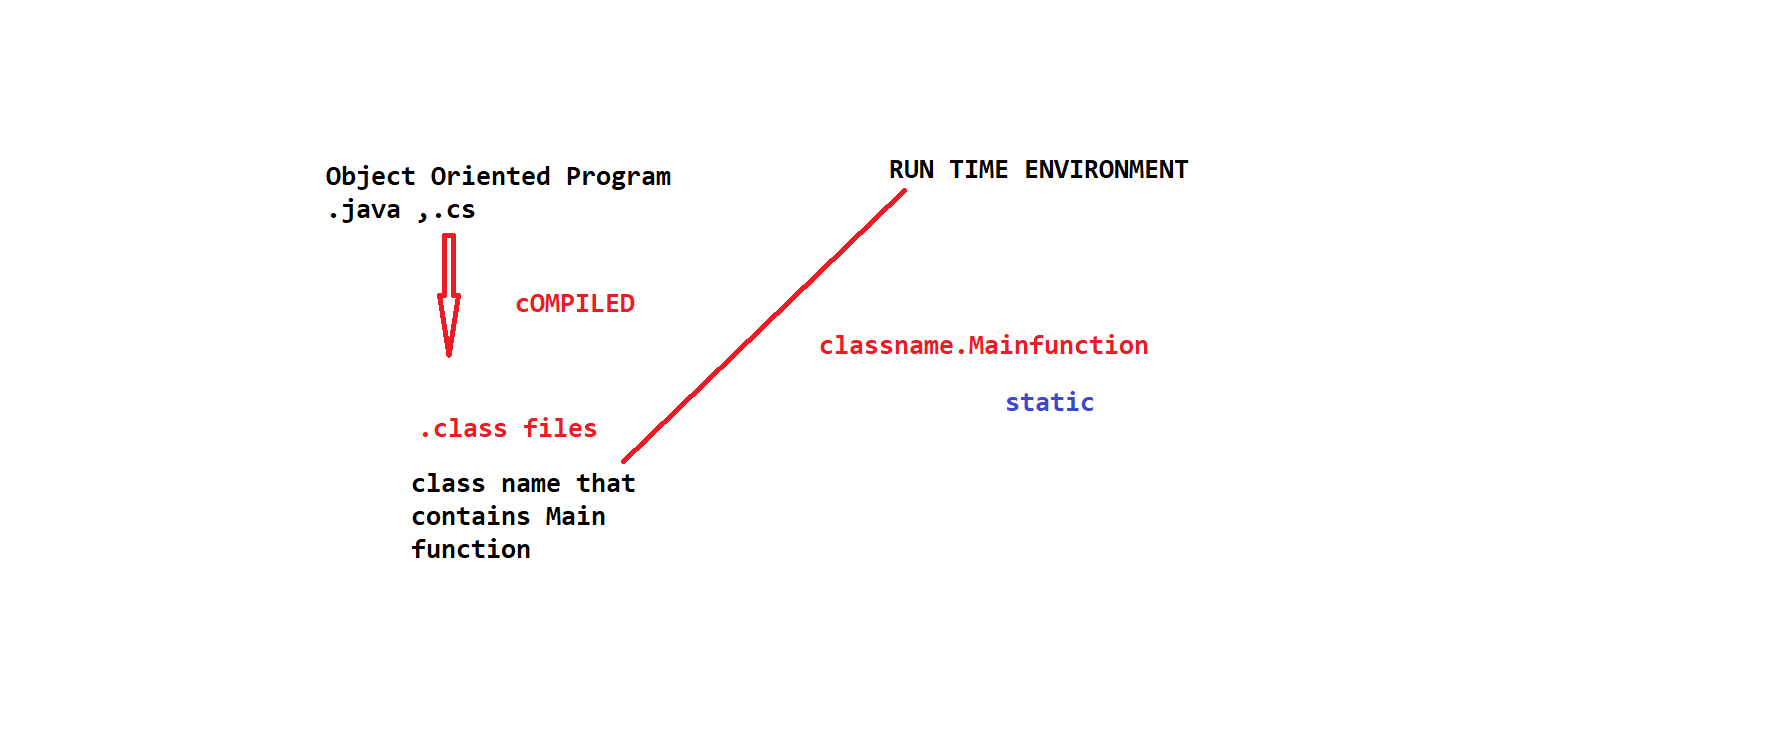 Object Oriented Program
.java ,.cs
cOMPILED
.class files
class name that
contains Main
function
RUN TIME ENVIRONMENT
classname.Mainfunction
static